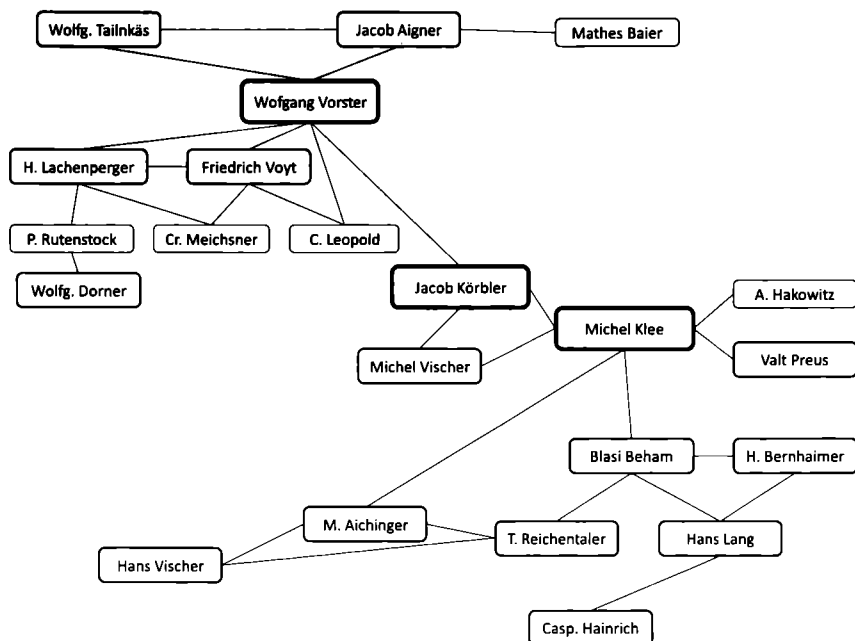 Wolfg. Tailnkäs
Jacob Aigner
Mathes Baier
Wofgang Vorster
H. Lachenperger
Friedrich Voyt
P. Rutenstock
Cr. Meichsner
C. Leopold
Wolfg. Dorner
Jacob Körbler
A. Hakowitz
Michel Klee
Michel Vischer
Valt Preus
Blasi Beham
H. Bernhaimer
M. Aichinger
T. Reichentaler
Hans Lang
Hans Vischer
Casp. Hainrich